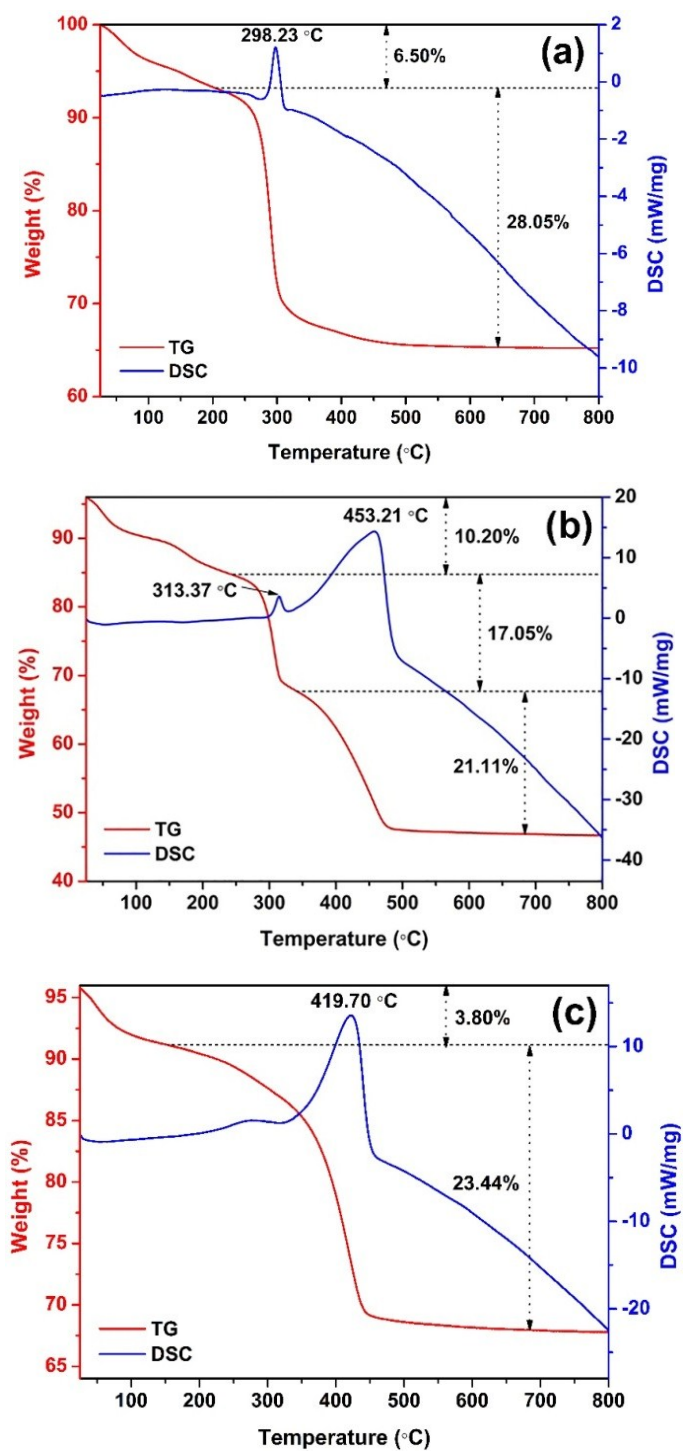 (a)
298.23 °C
6.50%
28.05%
100
90
80
70
60
Weight (%)
2
0
-2
-4
-6
-8
-10
DSC (mW/mg)
TG
DSC
100 200 300 400 500 600 700 800
Temperature (°C)
(b)
453.21 °C
313.37 °C
10.20%
17.05%
21.11%
90
80
70
60
50
40
Weight (%)
20
10
0
-10
-20
-30
-40
DSC (mW/mg)
TG
DSC
100 200 300 400 500 600 700 800
Temperature (°C)
(c)
419.70 °C
3.80%
23.44%
95
90
85
80
75
70
65
Weight (%)
10
0
-10
-20
DSC (mW/mg)
TG
DSC
100 200 300 400 500 600 700 800
Temperature (°C)